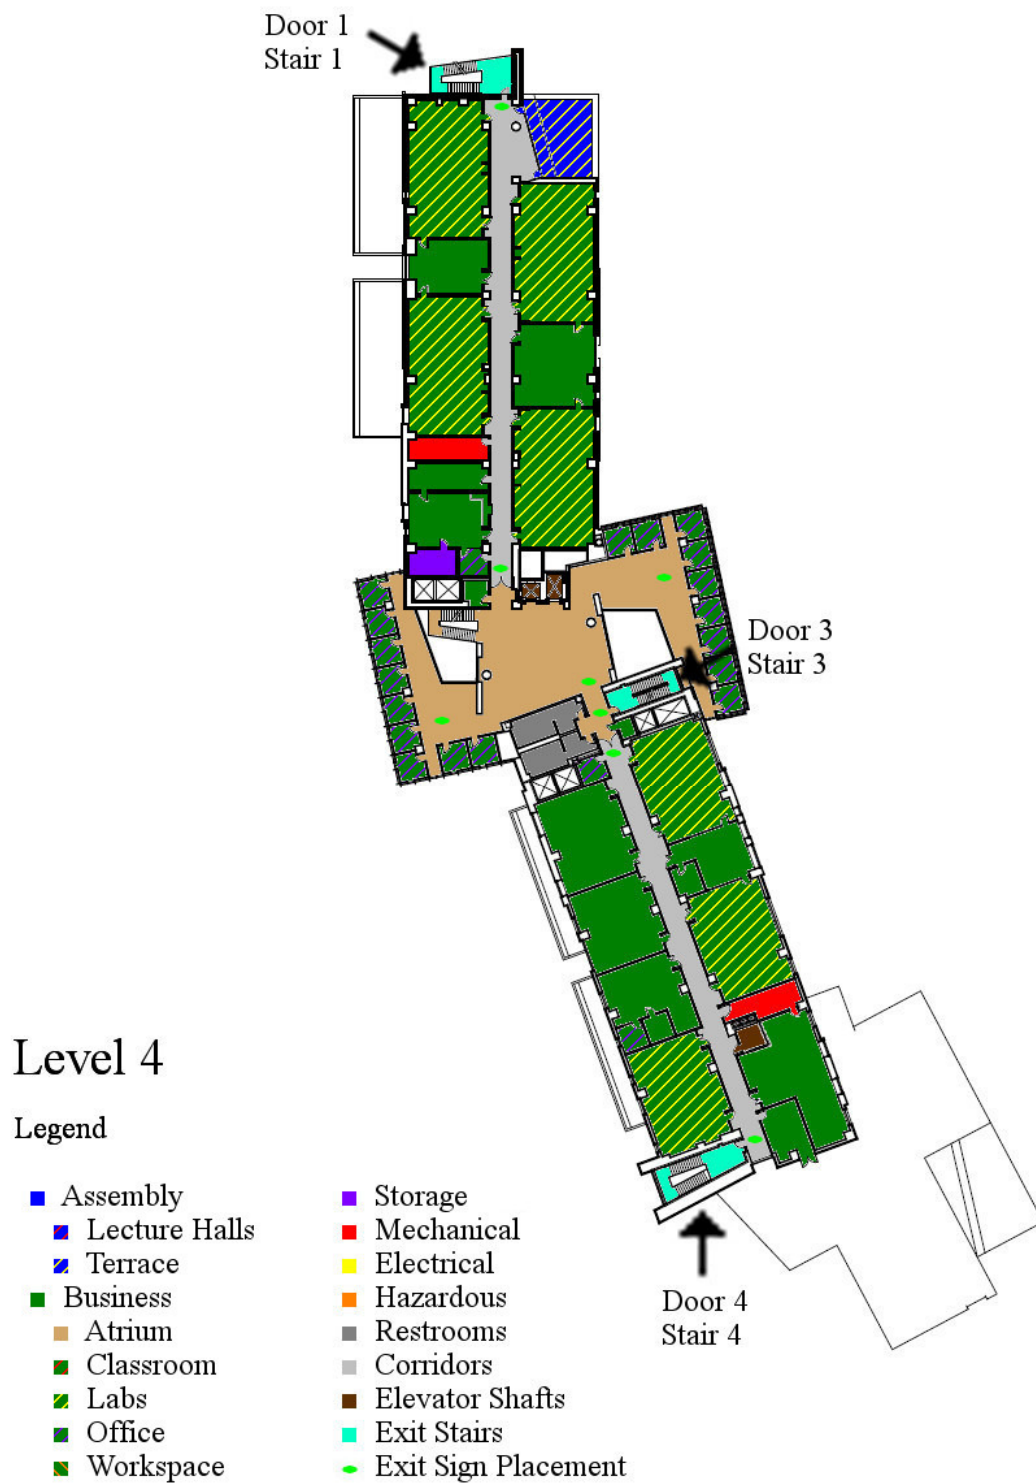 Door 1
Stair 1
Door 3
Stair 3
Level 4
Legend
Assembly
Lecture Halls
Terrace
Business
Atrium
Classroom
Labs
Office
Workspace
Storage
Mechanical
Electrical
Hazardous
Restrooms
Corridors
Elevator Shafts
Exit Stairs
Exit Sign Placement
Door 4
Stair 4